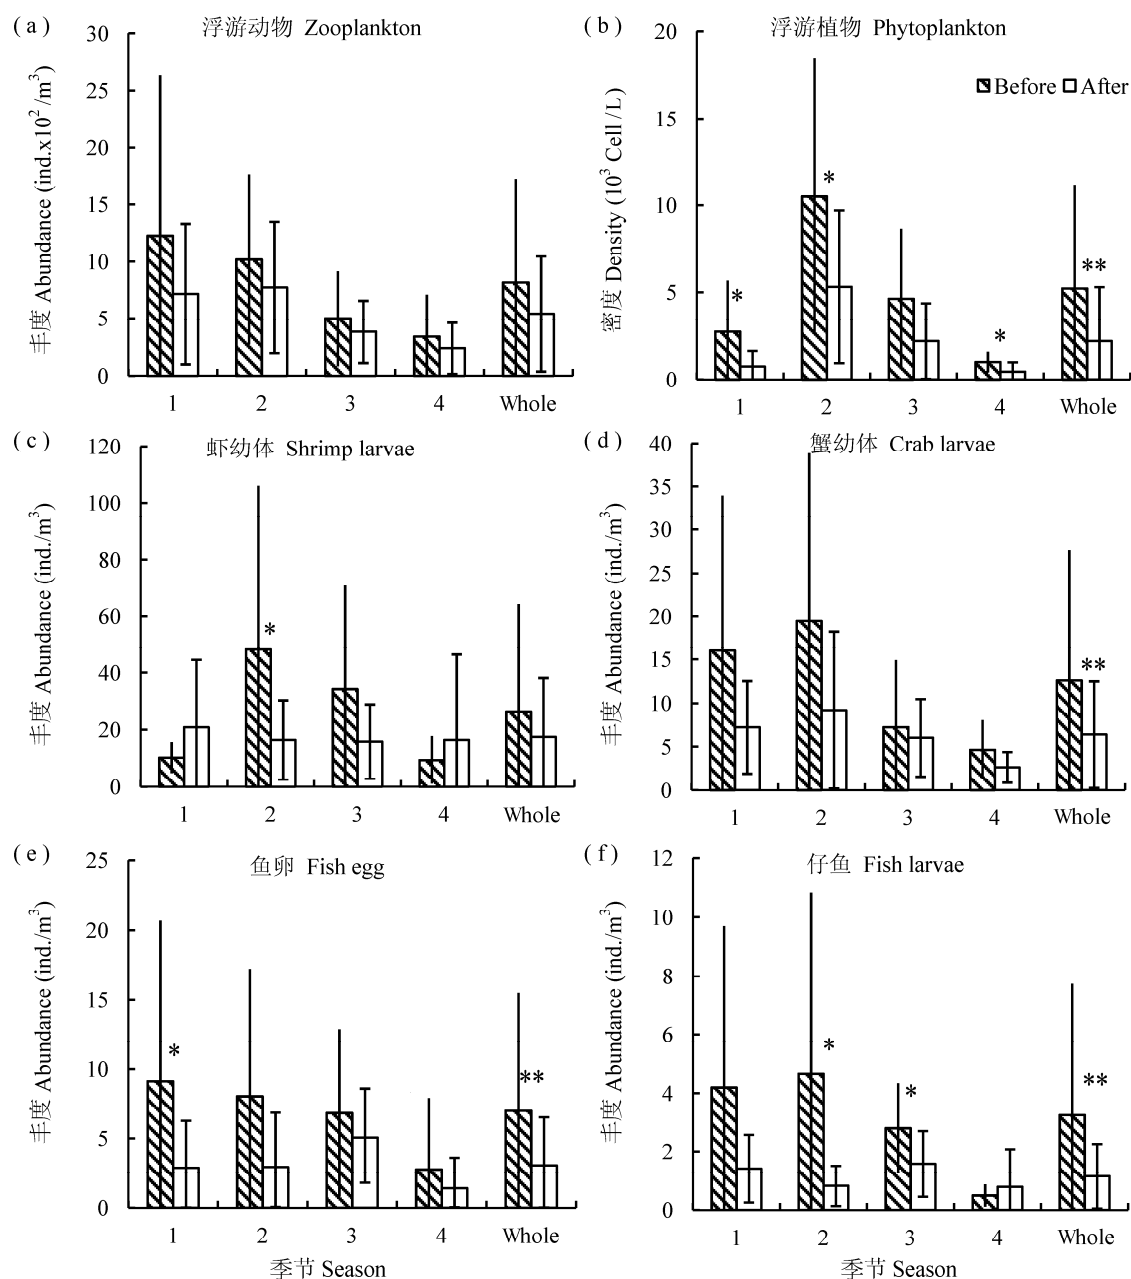 ( a )
浮游动物 Zooplankton
丰度 Abundance (ind.x10²/m³)
30
25
20
15
10
5
0
1 2 3 4 Whole
( b )
浮游植物 Phytoplankton
密度 Density (10³ Cell /L)
Before After
20
15
10
5
0
*
*
*
**
1 2 3 4 Whole
( c )
虾幼体 Shrimp larvae
丰度 Abundance (ind./m³)
120
100
80
60
40
20
0
*
1 2 3 4 Whole
( d )
蟹幼体 Crab larvae
丰度 Abundance (ind./m³)
40
35
30
25
20
15
10
5
0
**
1 2 3 4 Whole
( e )
鱼卵 Fish egg
丰度 Abundance (ind./m³)
25
20
15
10
5
0
*
**
1 2 3 4 Whole
季节 Season
( f )
仔鱼 Fish larvae
丰度 Abundance (ind./m³)
12
10
8
6
4
2
0
*
*
**
1 2 3 4 Whole
季节 Season